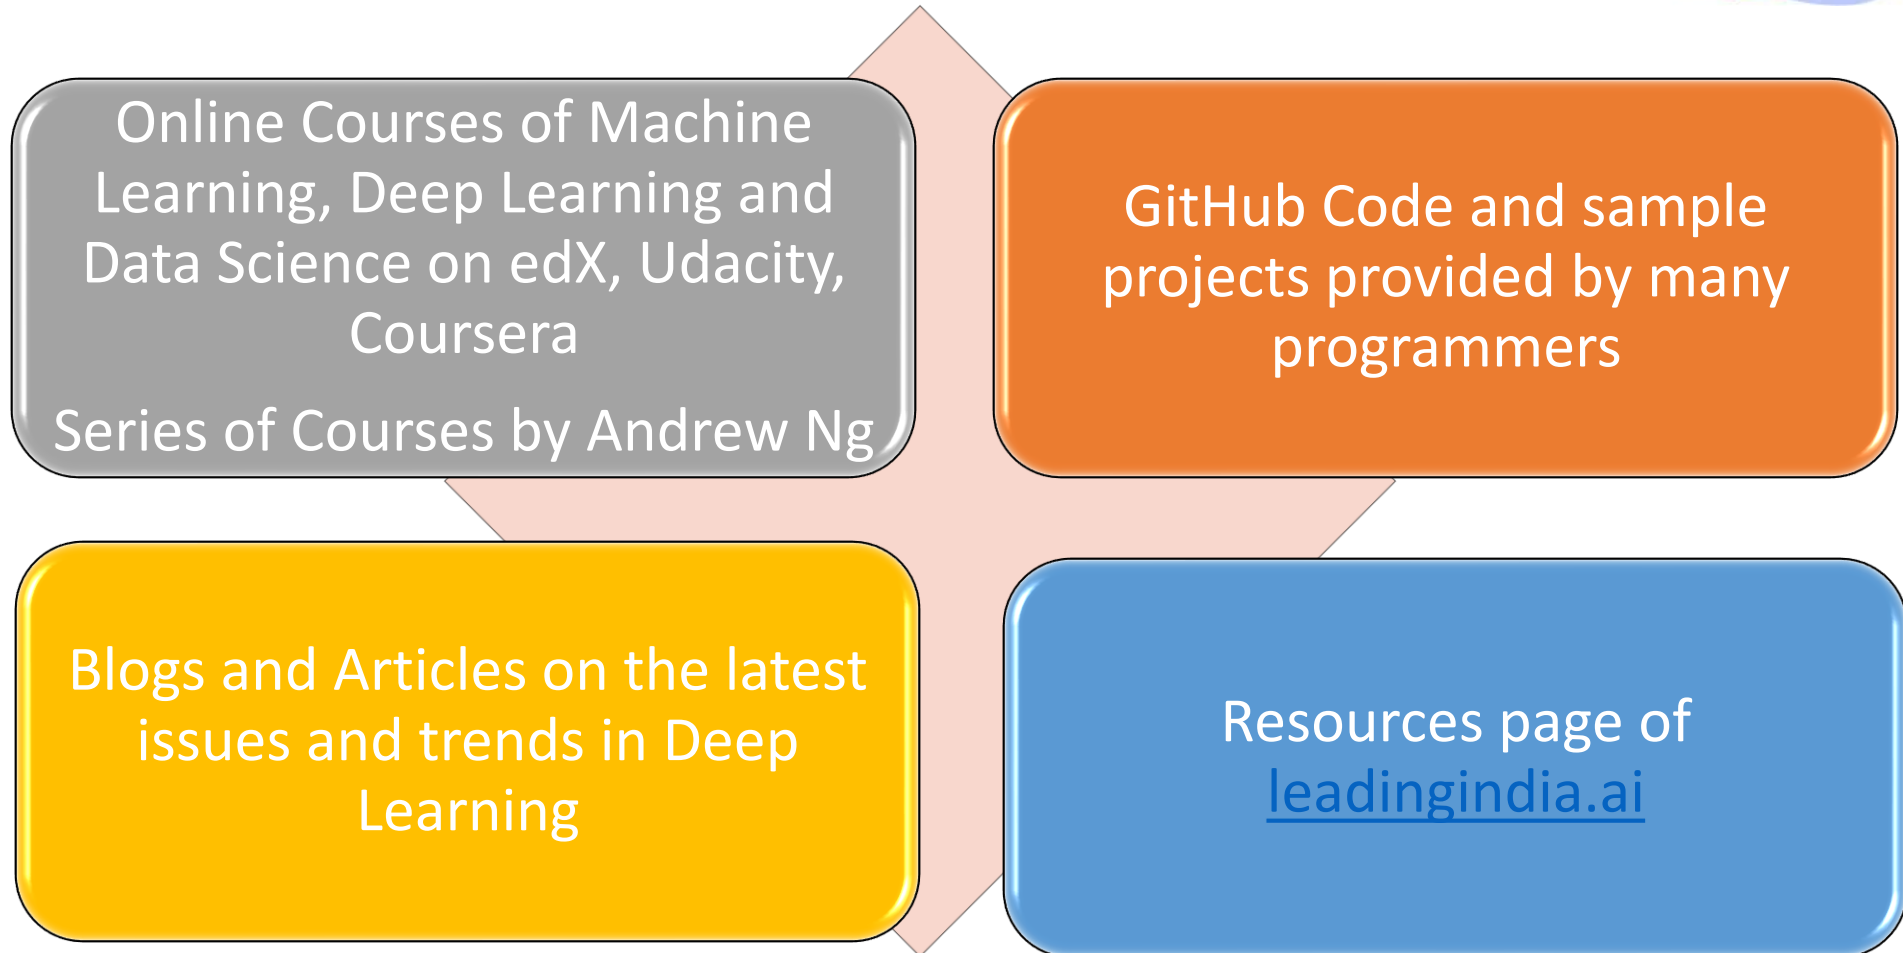 Online Courses of Machine
Learning, Deep Learning and
Data Science on edX, Udacity,
Coursera
Series of Courses by Andrew Ng
GitHub Code and sample
projects provided by many
programmers
Blogs and Articles on the latest
issues and trends in Deep
Learning
Resources page of
leadingindia.ai